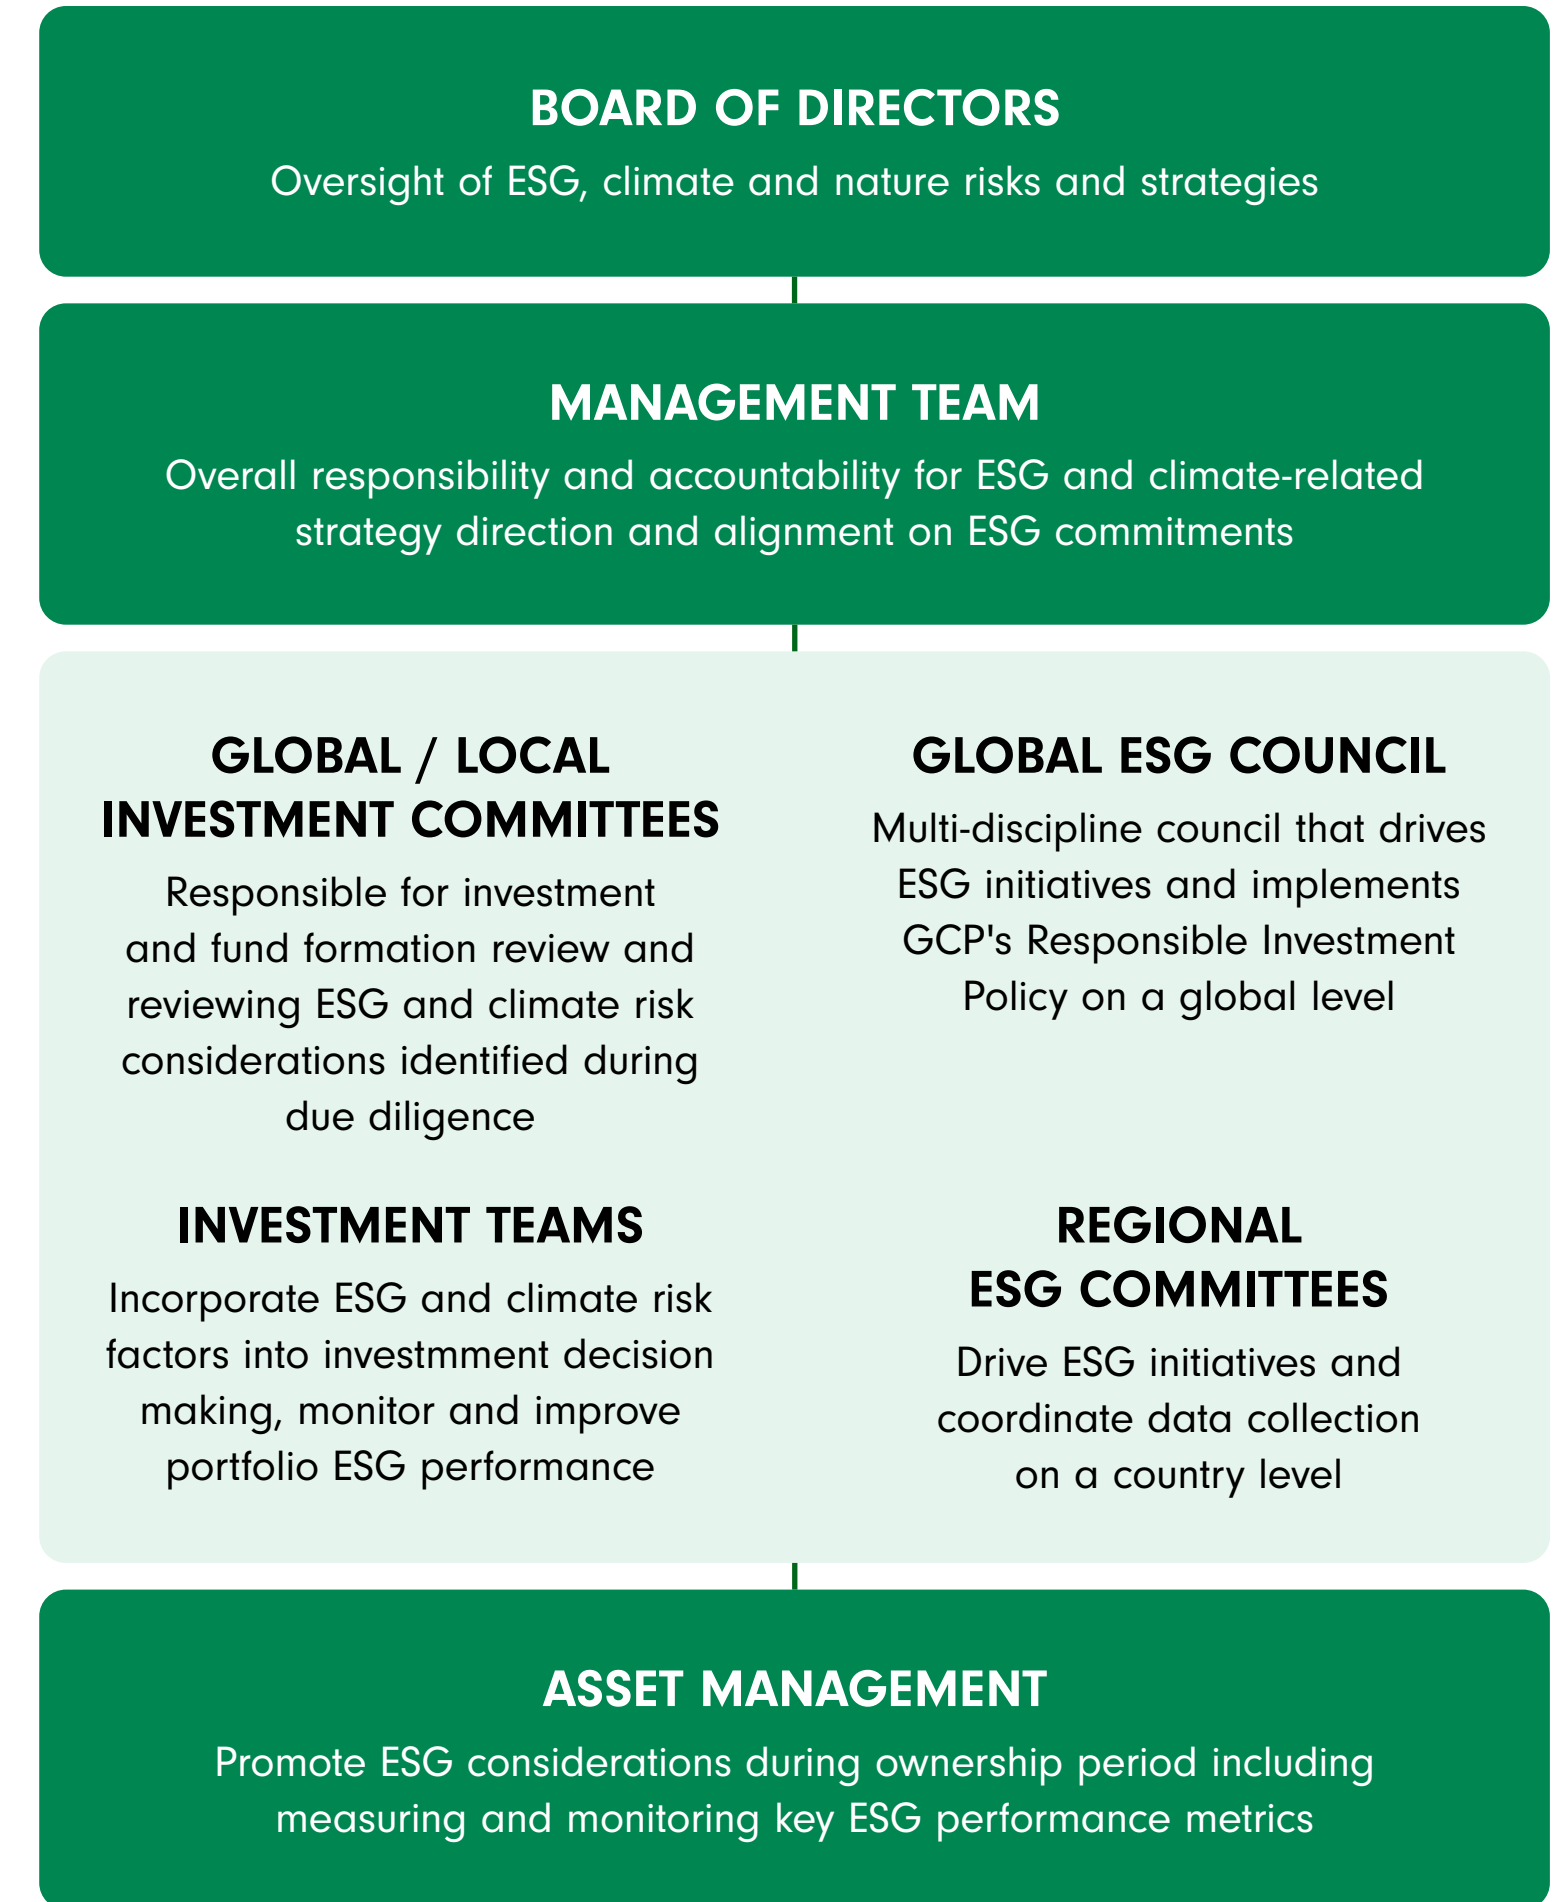 BOARD OF DIRECTORS
Oversight of ESG, climate and nature risks and strategies
MANAGEMENT TEAM
Overall responsibility and accountability for ESG and climate-related
strategy direction and alignment on ESG commitments
GLOBAL / LOCAL
INVESTMENT COMMITTEES
Responsible for investment
and fund formation review and
reviewing ESG and climate risk
considerations identified during
due diligence
GLOBAL ESG COUNCIL
Multi-discipline council that drives
ESG initiatives and implements
GCP's Responsible Investment
Policy on a global level
INVESTMENT TEAMS
Incorporate ESG and climate risk
factors into investmment decision
making, monitor and improve
portfolio ESG performance
REGIONAL
ESG COMMITTEES
Drive ESG initiatives and
coordinate data collection
on a country level
ASSET MANAGEMENT
Promote ESG considerations during ownership period including
measuring and monitoring key ESG performance metrics